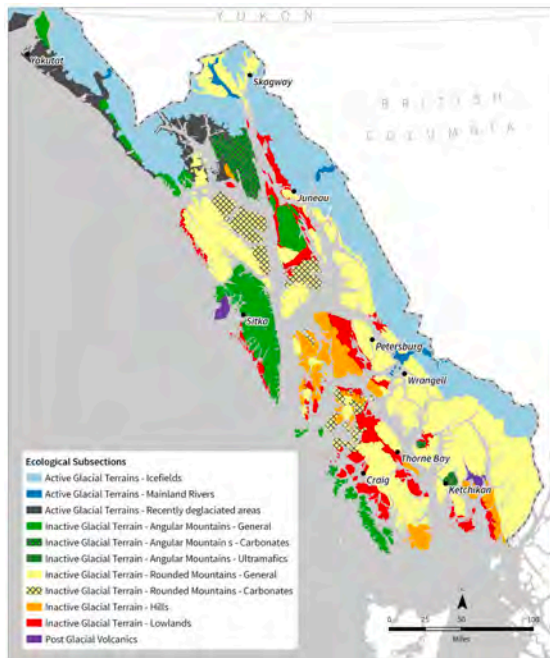 YUKON
Yakutat
Skagway
BRITISH
COLUMBIA
Juneau
Sitka
Petersburg
Wrangell
Thorne Bay
Craig
Ketchikan
Ecological Subsections
Active Glacial Terrains - Icefields
Active Glacial Terrains - Mainland Rivers
Active Glacial Terrains - Recently deglaciated areas
Inactive Glacial Terrain - Angular Mountains - General
Inactive Glacial Terrain - Angular Mountain s - Carbonates
Inactive Glacial Terrain - Angular Mountains - Ultramafics
Inactive Glacial Terrain - Rounded Mountains - General
Inactive Glacial Terrain - Rounded Mountains - Carbonates
Inactive Glacial Terrain - Hills
Inactive Glacial Terrain - Lowlands
Post Glacial Volcanics
0 25 50 100
Miles